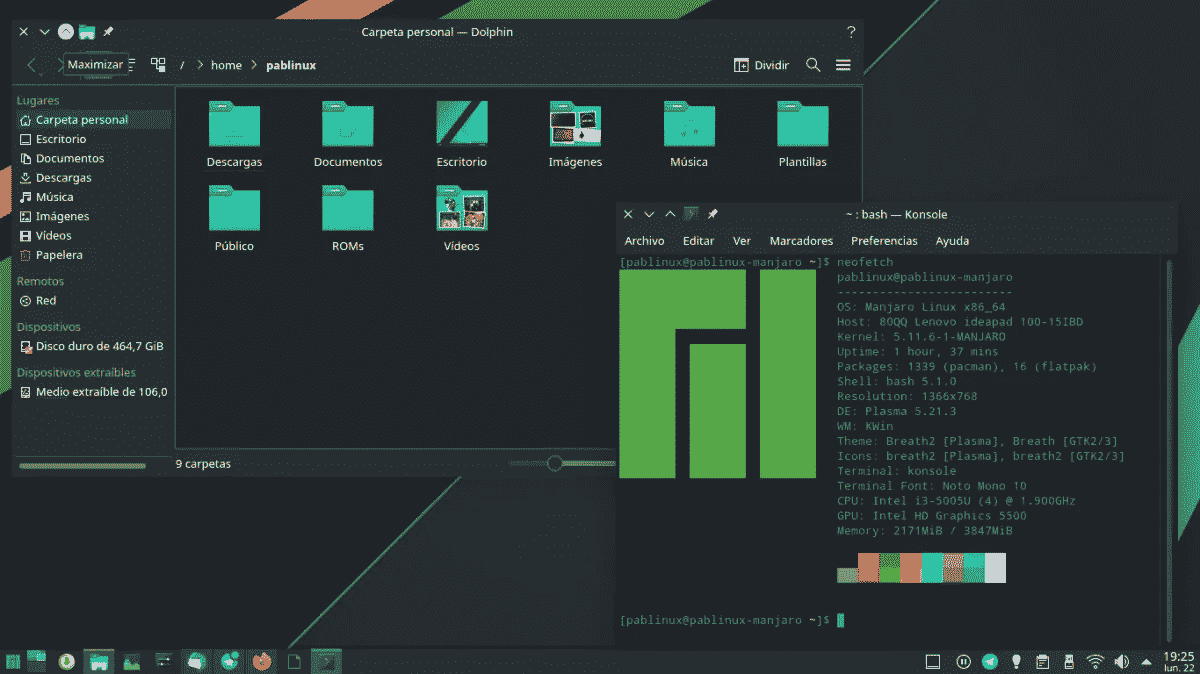 Carpeta personal — Dolphin
?
Maximizar
/ > home > pablinux
Dividir
Lugares
Carpeta personal
Escritorio
Documentos
Descargas
Música
Imágenes
Vídeos
Papelera
Remotos
Red
Dispositivos
Disco duro de 464,7 GiB
Dispositivos extraíbles
Medio extraíble de 106,0
Descargas
Documentos
Escritorio
Imágenes
Música
Plantillas
Público
ROMs
Vídeos
9 carpetas
~ : bash — Konsole
Archivo Editar Ver Marcadores Preferencias Ayuda
[pablinux@pablinux-manjaro ~]$ neofetch
pablinux@pablinux-manjaro
-------------------------
OS: Manjaro Linux x86_64
Host: 80QQ Lenovo ideapad 100-15IBD
Kernel: 5.11.6-1-MANJARO
Uptime: 1 hour, 37 mins
Packages: 1339 (pacman), 16 (flatpak)
Shell: bash 5.1.0
Resolution: 1366x768
DE: Plasma 5.21.3
WM: KWin
Theme: Breath2 [Plasma], Breath [GTK2/3]
Icons: breath2 [Plasma], breath2 [GTK2/3]
Terminal: konsole
Terminal Font: Noto Mono 10
CPU: Intel i3-5005U (4) @ 1.900GHz
GPU: Intel HD Graphics 5500
Memory: 2171MiB / 3847MiB
[pablinux@pablinux-manjaro ~]$
19:25
lun. 22